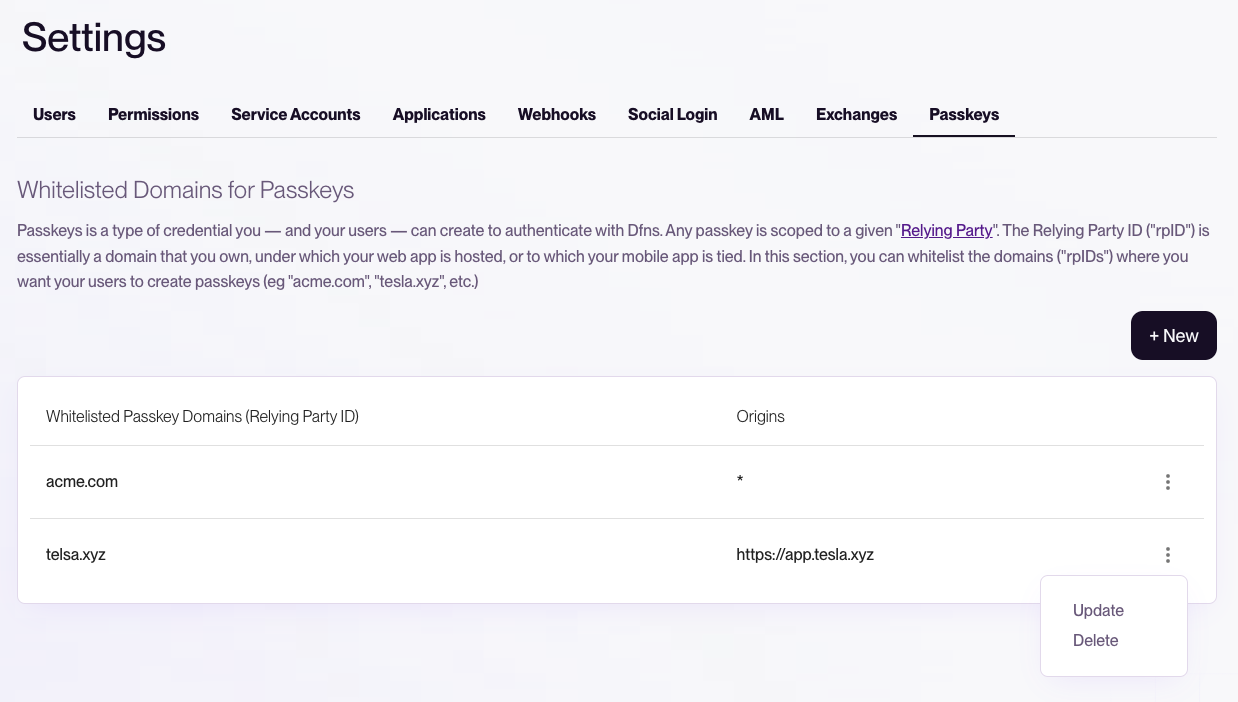 Settings
Users Permissions Service Accounts Applications Webhooks Social Login AML Exchanges Passkeys
Whitelisted Domains for Passkeys
Passkeys is a type of credential you — and your users — can create to authenticate with Dfns. Any passkey is scoped to a given "Relying Party". The Relying Party ID ("rpID") is
essentially a domain that you own, under which your web app is hosted, or to which your mobile app is tied. In this section, you can whitelist the domains ("rpIDs") where you
want your users to create passkeys (eg "acme.com", "tesla.xyz", etc.)
+ New
Whitelisted Passkey Domains (Relying Party ID) Origins
acme.com *
telsa.xyz https://app.tesla.xyz
Update
Delete